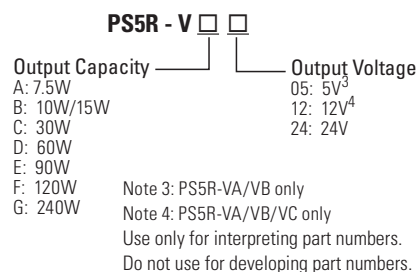 PS5R - V □ □
Output Capacity
Output Voltage
A: 7.5W
B: 10W/15W
C: 30W
D: 60W
E: 90W
F: 120W
G: 240W
05: 5V³
12: 12V⁴
24: 24V
Note 3: PS5R-VA/VB only
Note 4: PS5R-VA/VB/VC only
Use only for interpreting part numbers.
Do not use for developing part numbers.